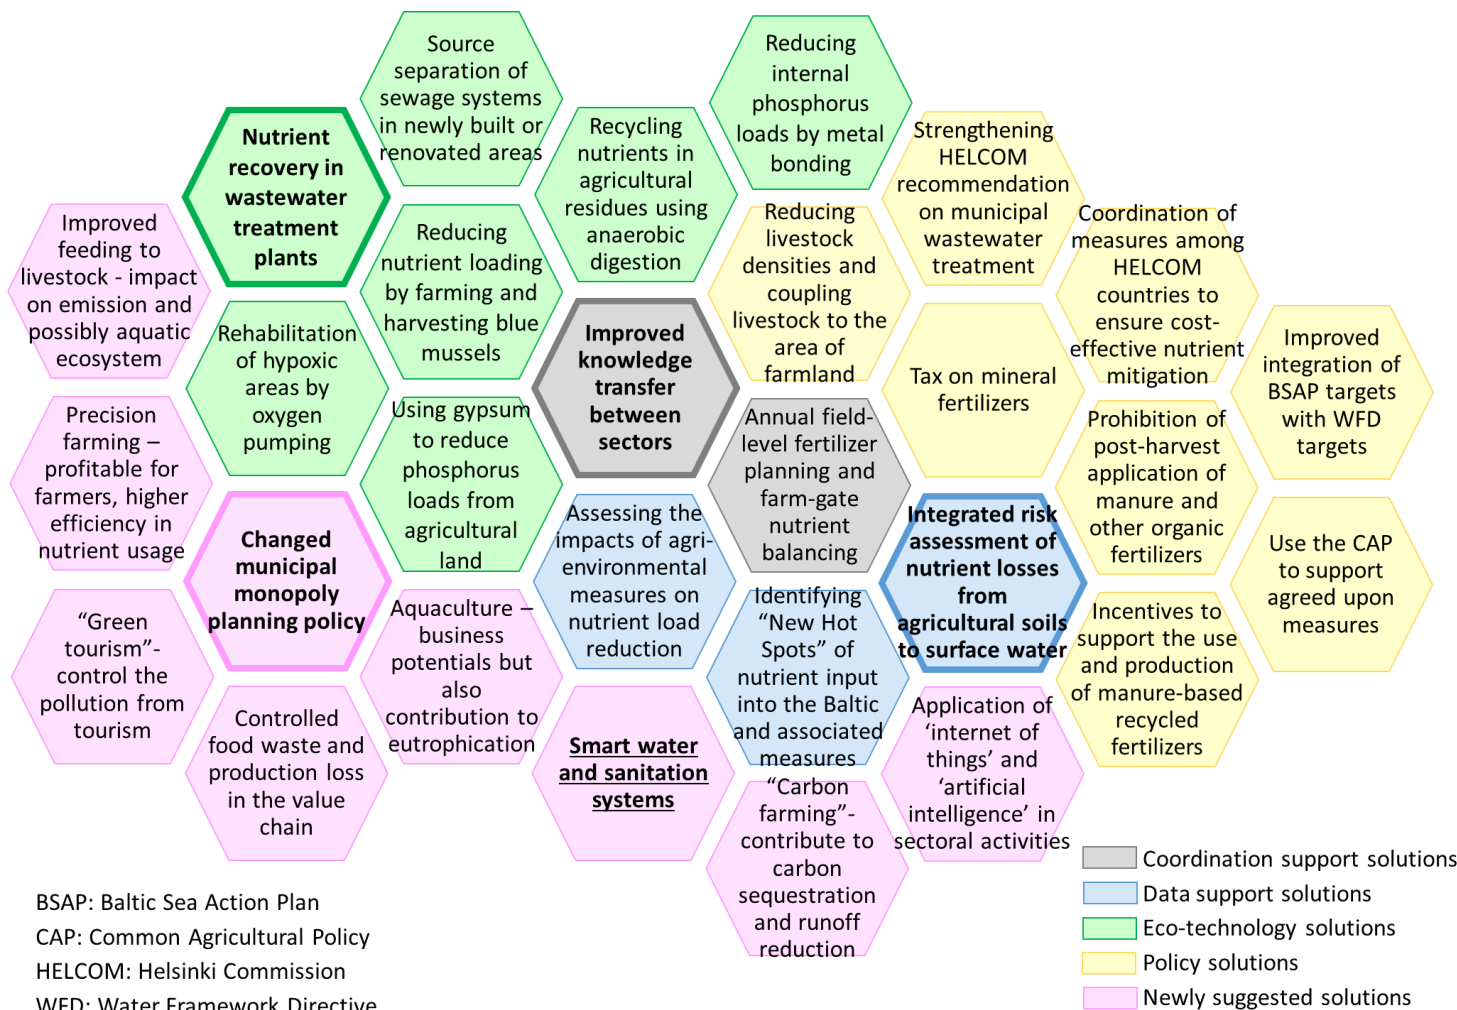 Source
separation of
sewage systems
in newly built or
renovated areas
Reducing
internal
phosphorus
loads by metal
bonding
Nutrient
recovery in
wastewater
treatment
plants
Recycling
nutrients in
agricultural
residues using
anaerobic
digestion
Strengthening
HELCOM
recommendation
on municipal
wastewater
treatment
Improved
feeding to
livestock - impact
on emission and
possibly aquatic
ecosystem
Reducing
nutrient loading
by farming and
harvesting blue
mussels
Reducing
livestock
densities and
coupling
livestock to the
area of
farmland
Coordination of
measures among
HELCOM
countries to
ensure cost-
effective nutrient
mitigation
Rehabilitation
of hypoxic
areas by
oxygen
pumping
Improved
knowledge
transfer
between
sectors
Tax on mineral
fertilizers
Improved
integration of
BSAP targets
with WFD
targets
Precision
farming –
profitable for
farmers, higher
efficiency in
nutrient usage
Using gypsum
to reduce
phosphorus
loads from
agricultural
land
Annual field-
level fertilizer
planning and
farm-gate
nutrient
balancing
Prohibition of
post-harvest
application of
manure and
other organic
fertilizers
Changed
municipal
monopoly
planning policy
Assessing the
impacts of agri-
environmental
measures on
nutrient load
reduction
Integrated risk
assessment of
nutrient losses
from
agricultural soils
to surface water
Use the CAP
to support
agreed upon
measures
“Green
tourism”-
control the
pollution from
tourism
Aquaculture –
business
potentials but
also
contribution to
eutrophication
Identifying
“New Hot
Spots” of
nutrient input
into the Baltic
and associated
measures
Incentives to
support the use
and production
of manure-based
recycled
fertilizers
Controlled
food waste and
production loss
in the value
chain
Smart water
and sanitation
systems
Application of
‘internet of
things’ and
‘artificial
intelligence’ in
sectoral activities
“Carbon
farming”-
contribute to
carbon
sequestration
and runoff
reduction
BSAP: Baltic Sea Action Plan
CAP: Common Agricultural Policy
HELCOM: Helsinki Commission
WFD: Water Framework Directive
Coordination support solutions
Data support solutions
Eco-technology solutions
Policy solutions
Newly suggested solutions